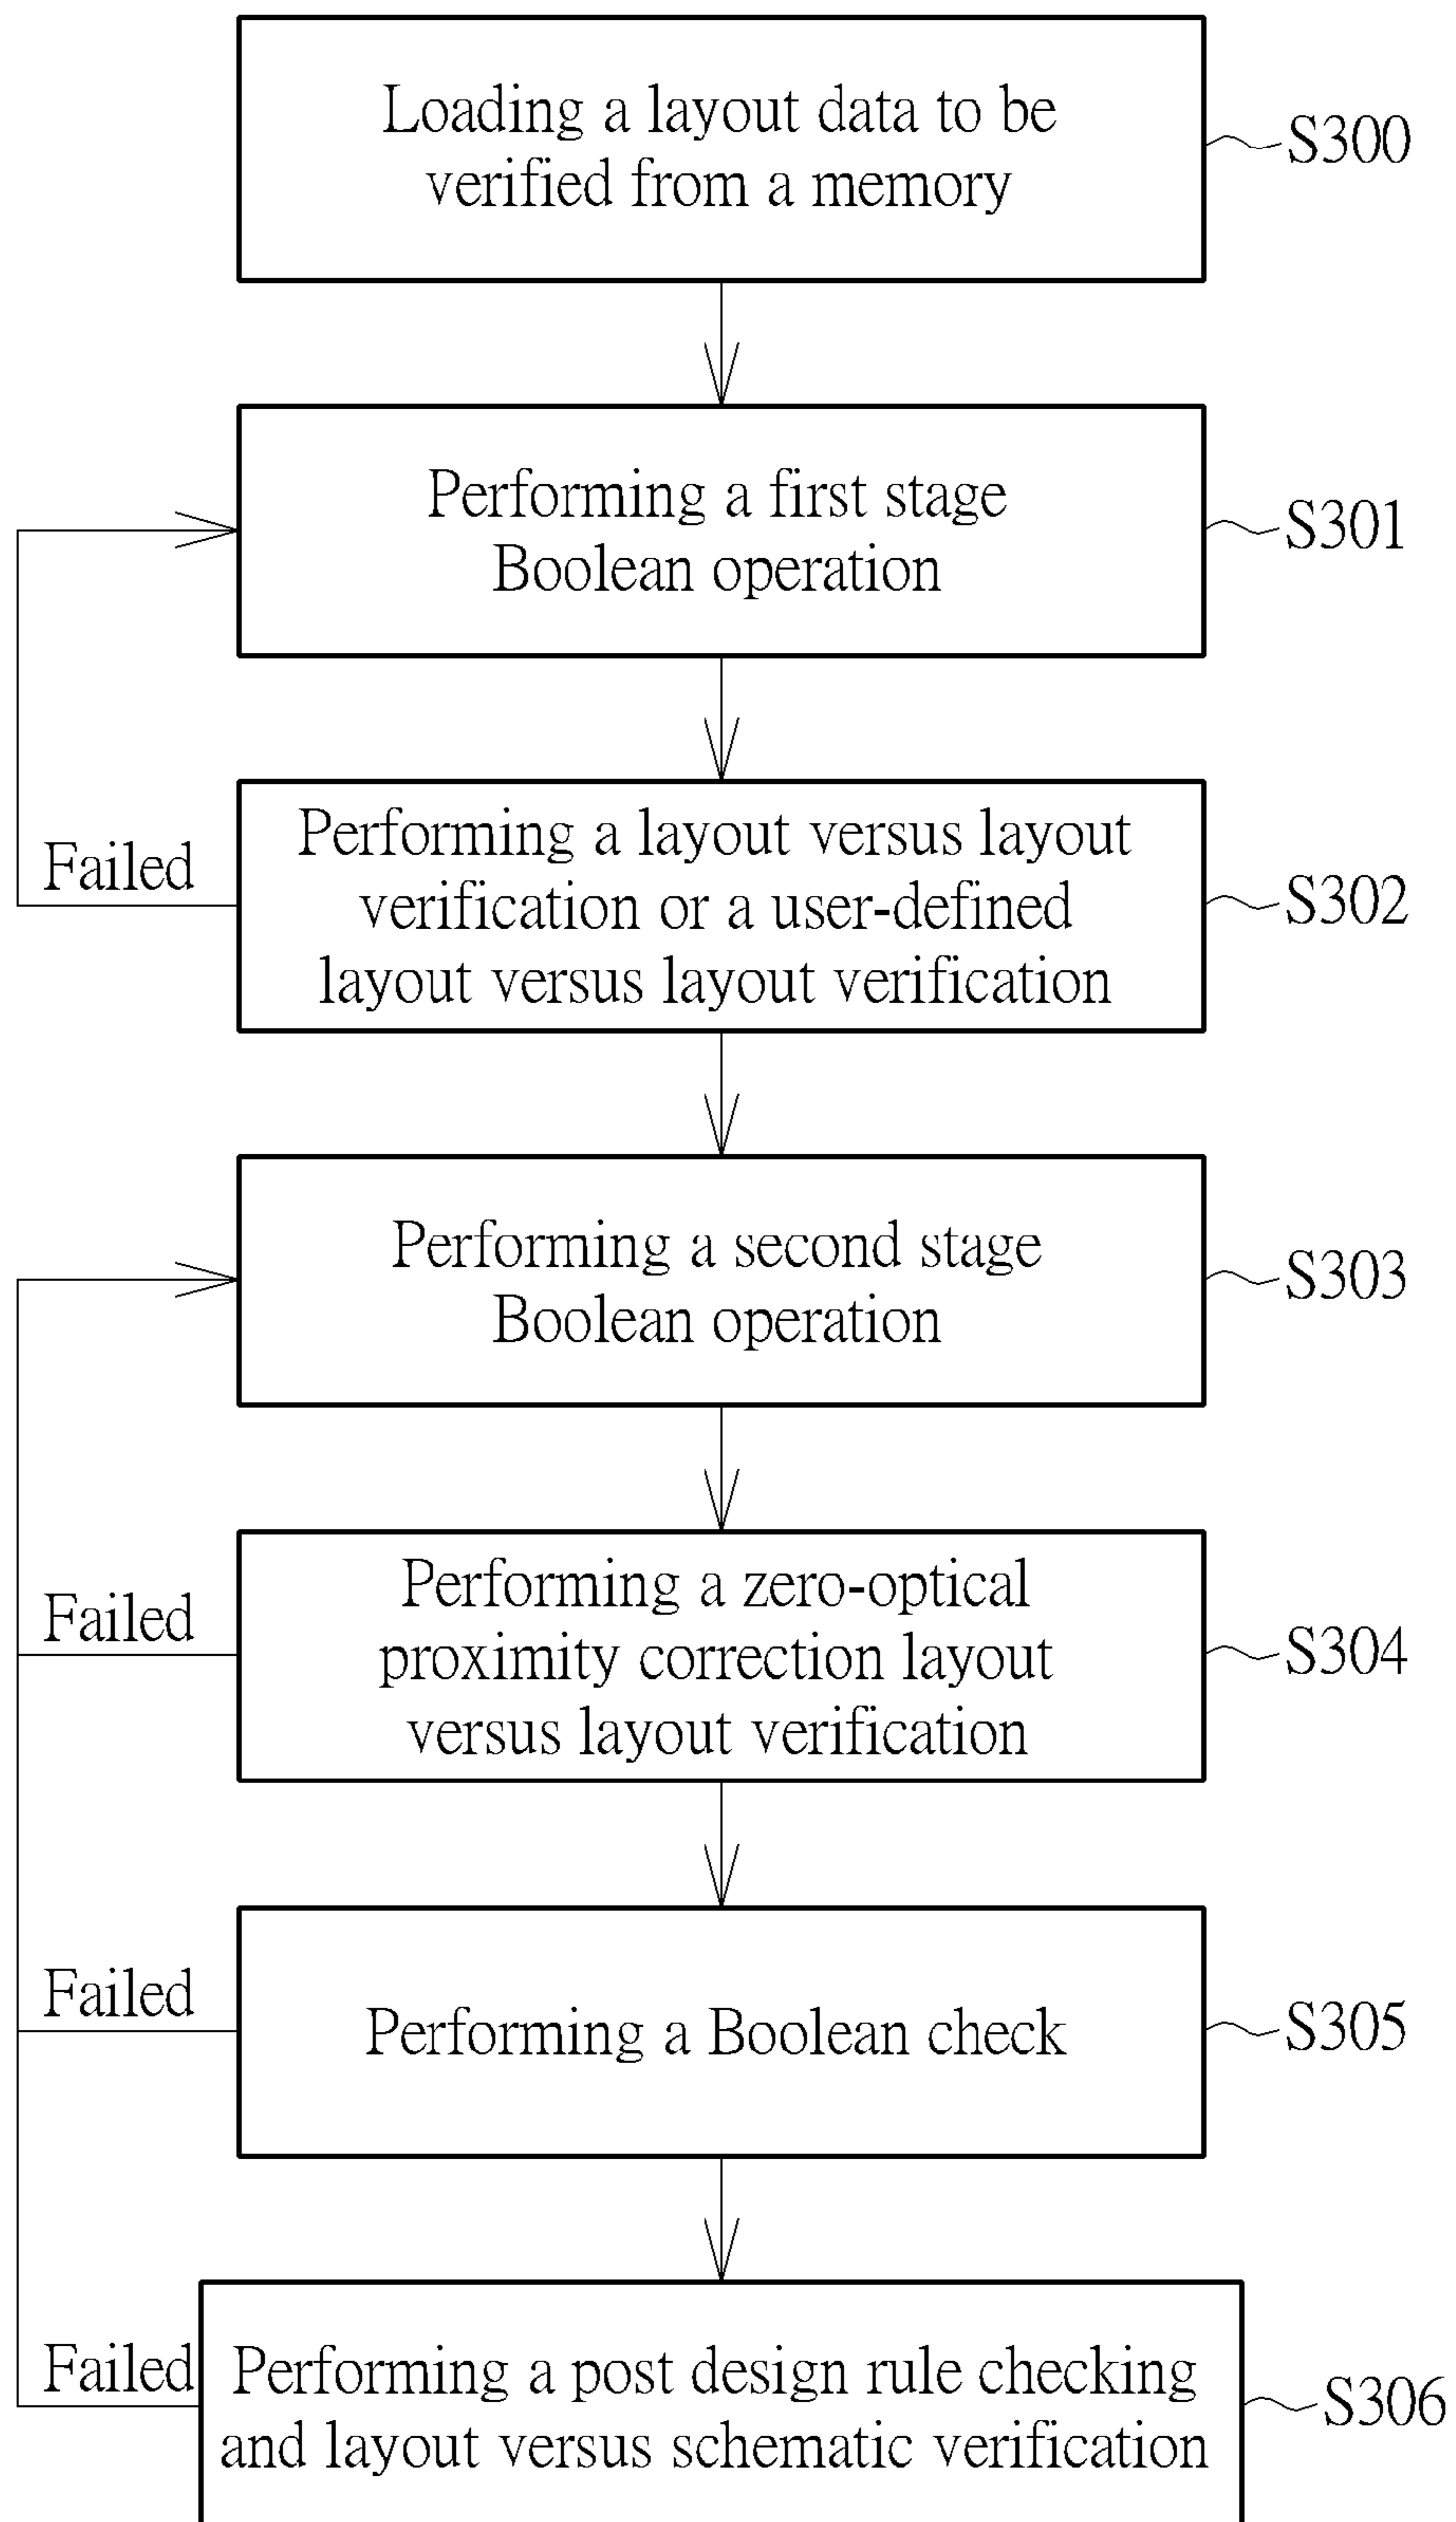 Loading a layout data to be
verified from a memory
S300
Performing a first stage
Boolean operation
S301
Performing a layout versus layout
verification or a user-defined
layout versus layout verification
Failed
S302
Performing a second stage
Boolean operation
S303
Performing a zero-optical
proximity correction layout
versus layout verification
Failed
S304
Performing a Boolean check
Failed
S305
Performing a post design rule checking
and layout versus schematic verification
Failed
S306